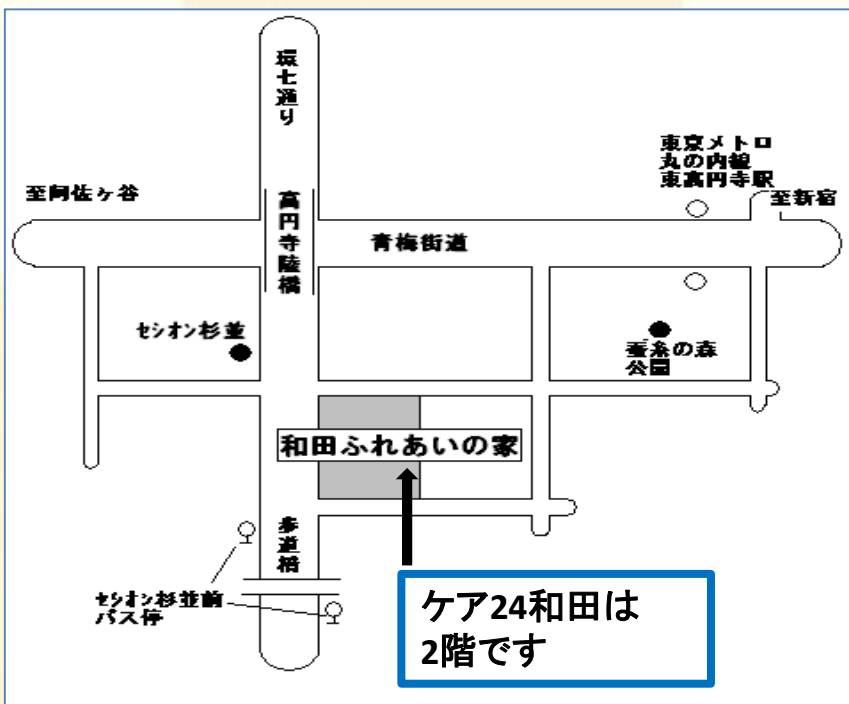 環七通り
東京メトロ
丸の内線
東高円寺駅
至阿佐ヶ谷
至新宿
高円寺陸橋
青梅街道
ｾｼｵﾝ杉並
蚕糸の森
公園
和田ふれあいの家
歩道橋
ｾｼｵﾝ杉並前
バス停
ケア24和田は
2階です